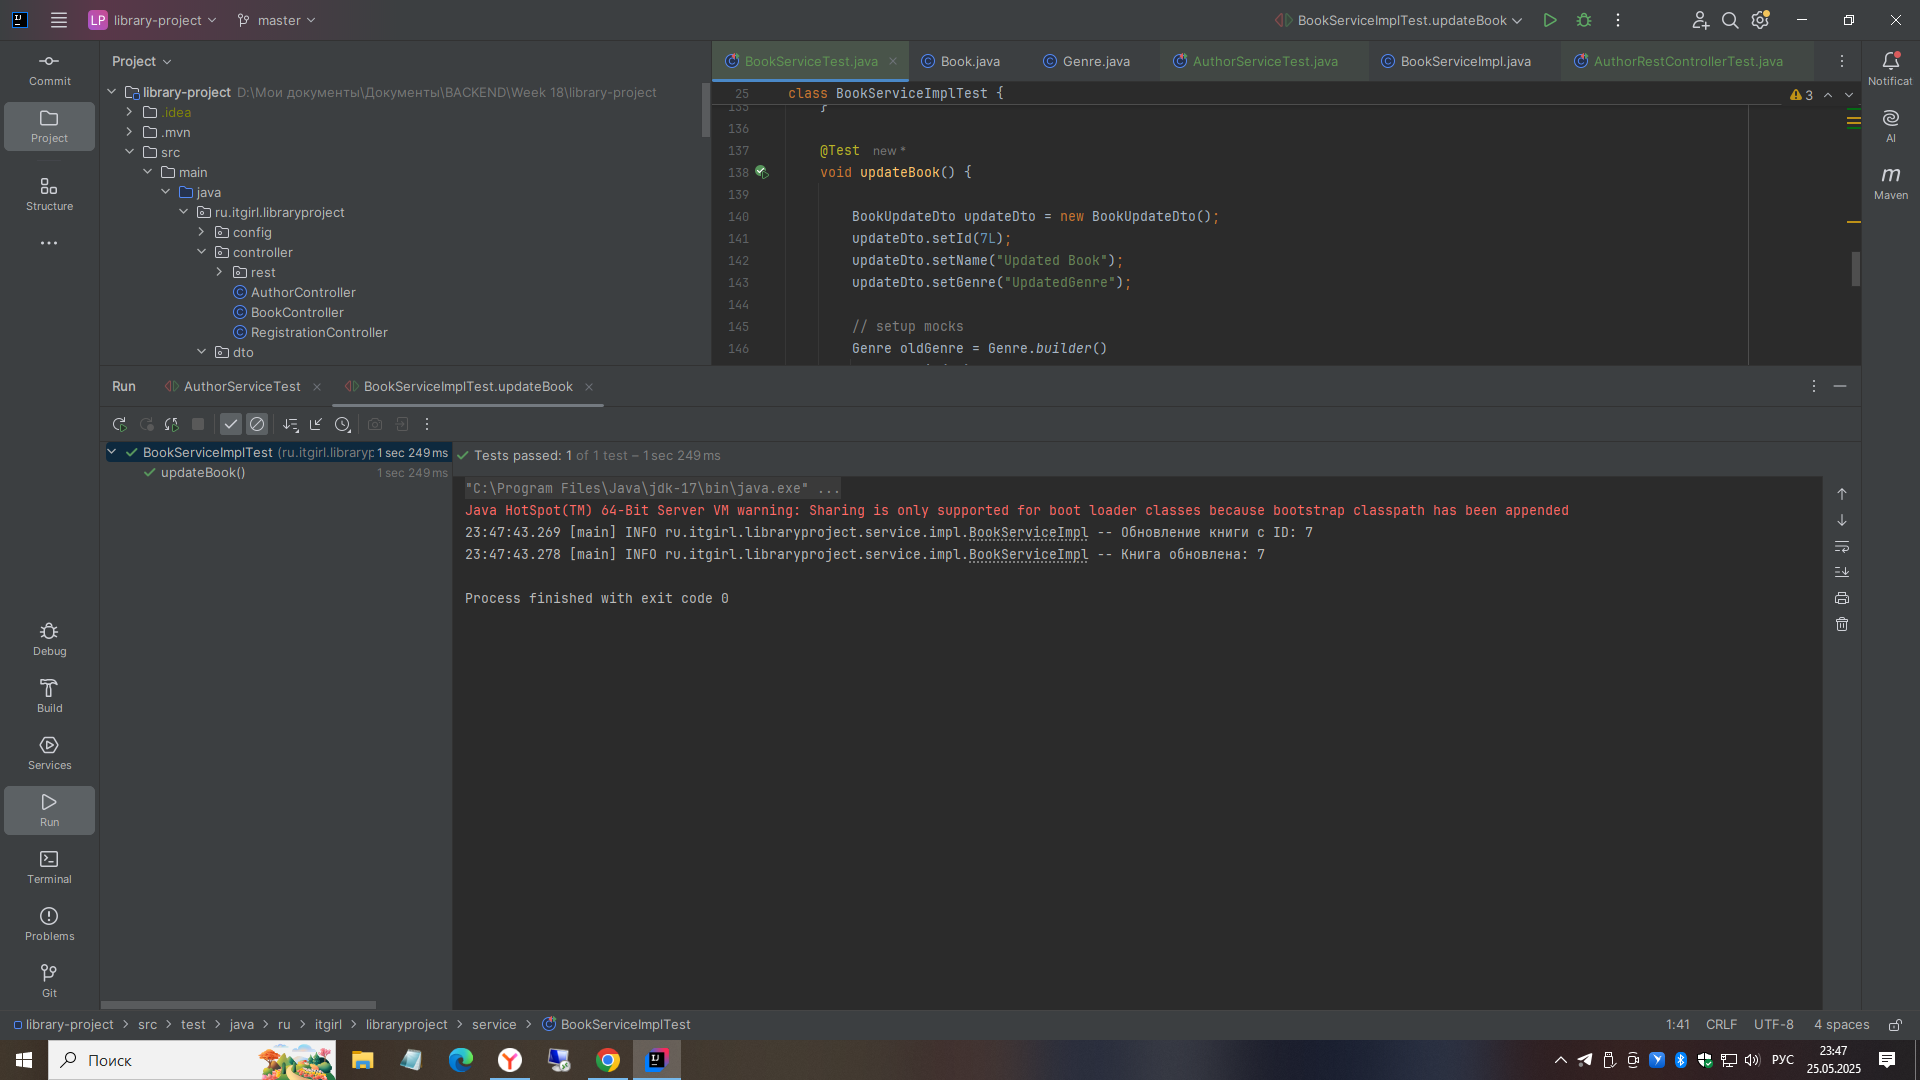 LP library-project master BookServiceImplTest.updateBook
Commit
Project
Structure
Debug
Build
Services
Run
Terminal
Problems
Git
Project
library-project D:\Мои документы\Документы\BACKEND\Week 18\library-project
.idea
.mvn
src
main
java
ru.itgirl.libraryproject
config
controller
rest
AuthorController
BookController
RegistrationController
dto
BookServiceTest.java Book.java Genre.java AuthorServiceTest.java BookServiceImpl.java AuthorRestControllerTest.java
25 class BookServiceImplTest { 3
135 }
136
137 @Test new *
138 void updateBook() {
139
140 BookUpdateDto updateDto = new BookUpdateDto();
141 updateDto.setId(7L);
142 updateDto.setName("Updated Book");
143 updateDto.setGenre("UpdatedGenre");
144
145 // setup mocks
146 Genre oldGenre = Genre.builder()
Notificat
AI
Maven
Run AuthorServiceTest BookServiceImplTest.updateBook
BookServiceImplTest (ru.itgirl.libraryp 1 sec 249 ms
updateBook() 1 sec 249 ms
Tests passed: 1 of 1 test – 1 sec 249 ms
"C:\Program Files\Java\jdk-17\bin\java.exe" ...
Java HotSpot(TM) 64-Bit Server VM warning: Sharing is only supported for boot loader classes because bootstrap classpath has been appended
23:47:43.269 [main] INFO ru.itgirl.libraryproject.service.impl.BookServiceImpl -- Обновление книги с ID: 7
23:47:43.278 [main] INFO ru.itgirl.libraryproject.service.impl.BookServiceImpl -- Книга обновлена: 7
Process finished with exit code 0
library-project > src > test > java > ru > itgirl > libraryproject > service > BookServiceImplTest
1:41 CRLF UTF-8 4 spaces
Поиск
РУС
23:47
25.05.2025